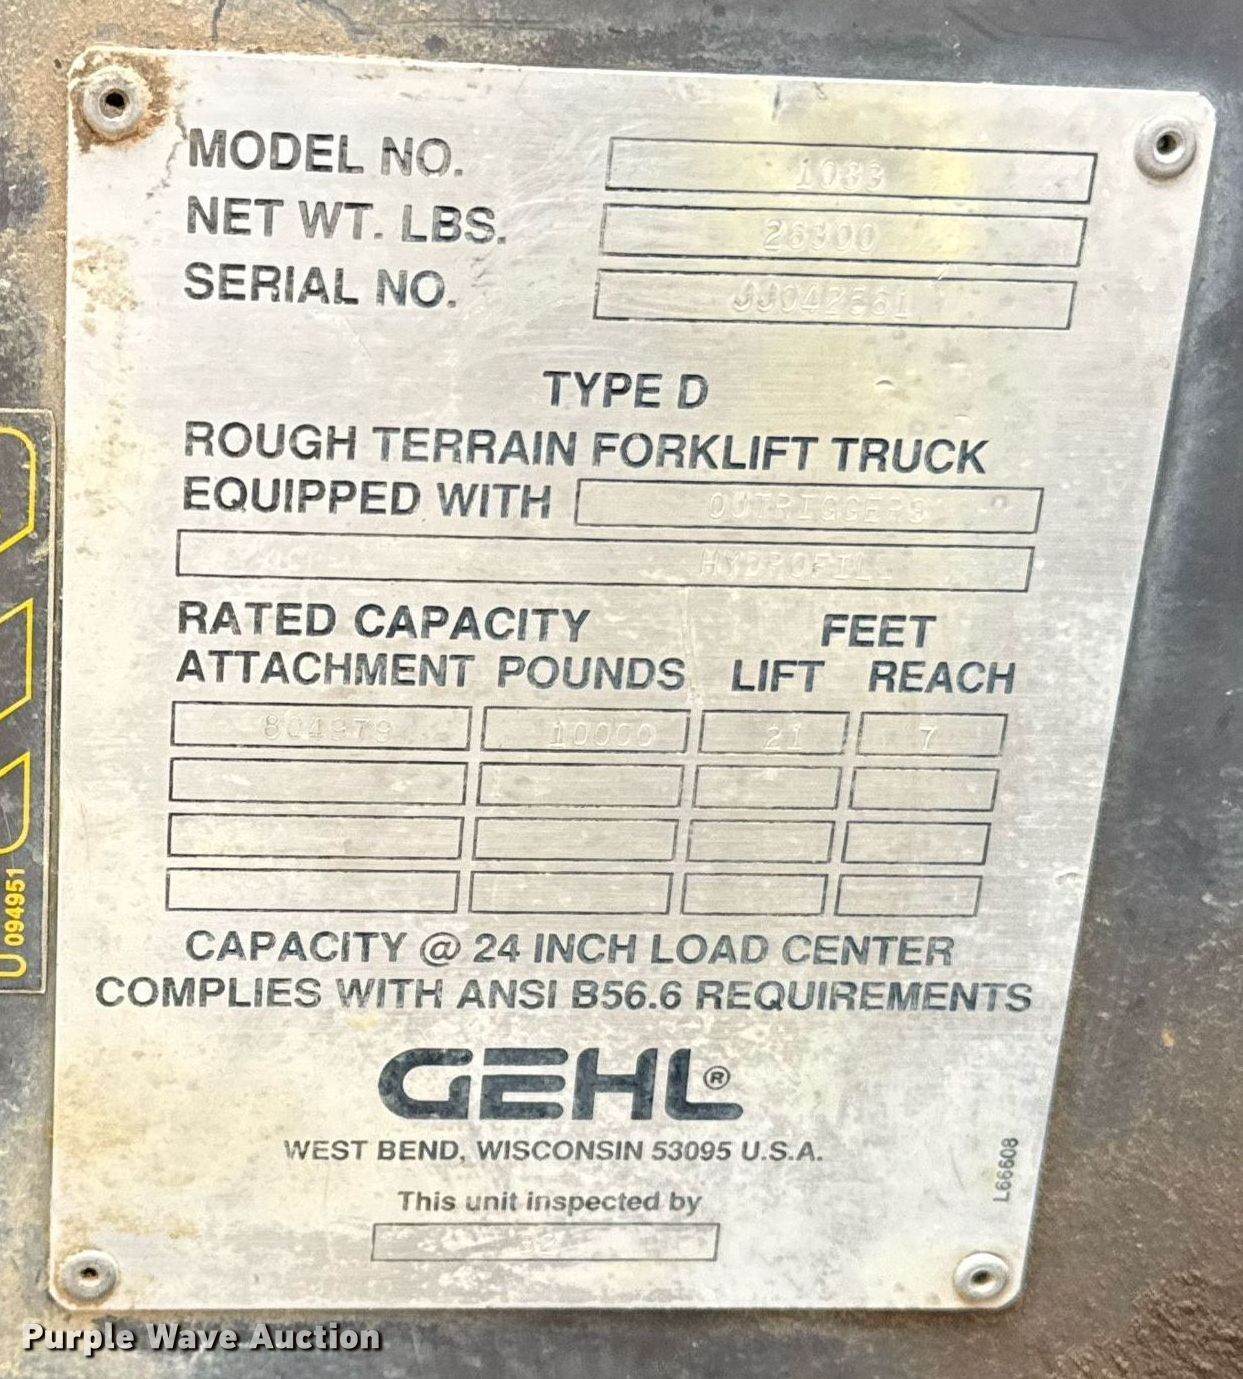 MODEL NO. 1083
NET WT. LBS. 26300
SERIAL NO.
TYPE D
ROUGH TERRAIN FORKLIFT TRUCK
EQUIPPED WITH OUTRIGGERS
HYDROFILL
RATED CAPACITY FEET
ATTACHMENT POUNDS LIFT REACH
804979 10000 21 7
CAPACITY @ 24 INCH LOAD CENTER
COMPLIES WITH ANSI B56.6 REQUIREMENTS
GEHL®
WEST BEND, WISCONSIN 53095 U.S.A.
This unit inspected by
L66608
U 094951
Purple Wave Auction